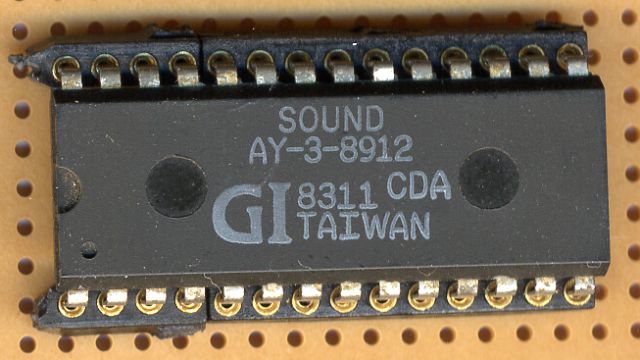 SOUND
AY-3-8912
GI 8311 CDA
TAIWAN